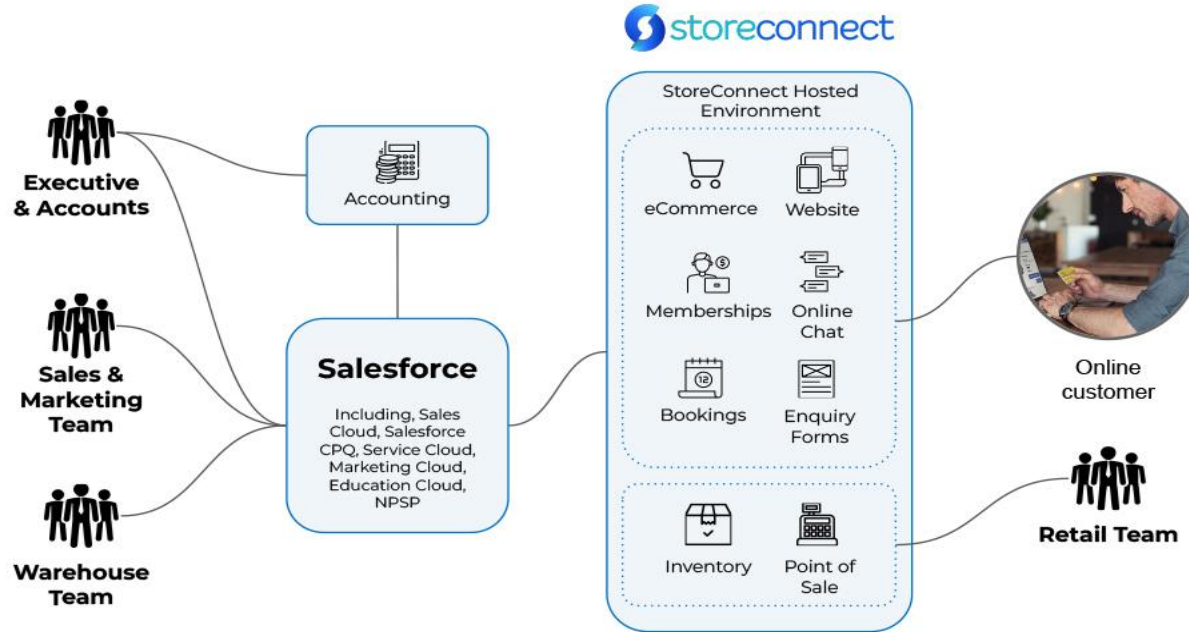 storeconnect
StoreConnect Hosted
Environment
Executive
& Accounts
Accounting
eCommerce
Website
Memberships
Online
Chat
Sales &
Marketing
Team
Salesforce
Including, Sales
Cloud, Salesforce
CPQ, Service Cloud,
Marketing Cloud,
Education Cloud,
NPSP
Bookings
12
Enquiry
Forms
Online
customer
Warehouse
Team
Inventory
Point of
Sale
Retail Team